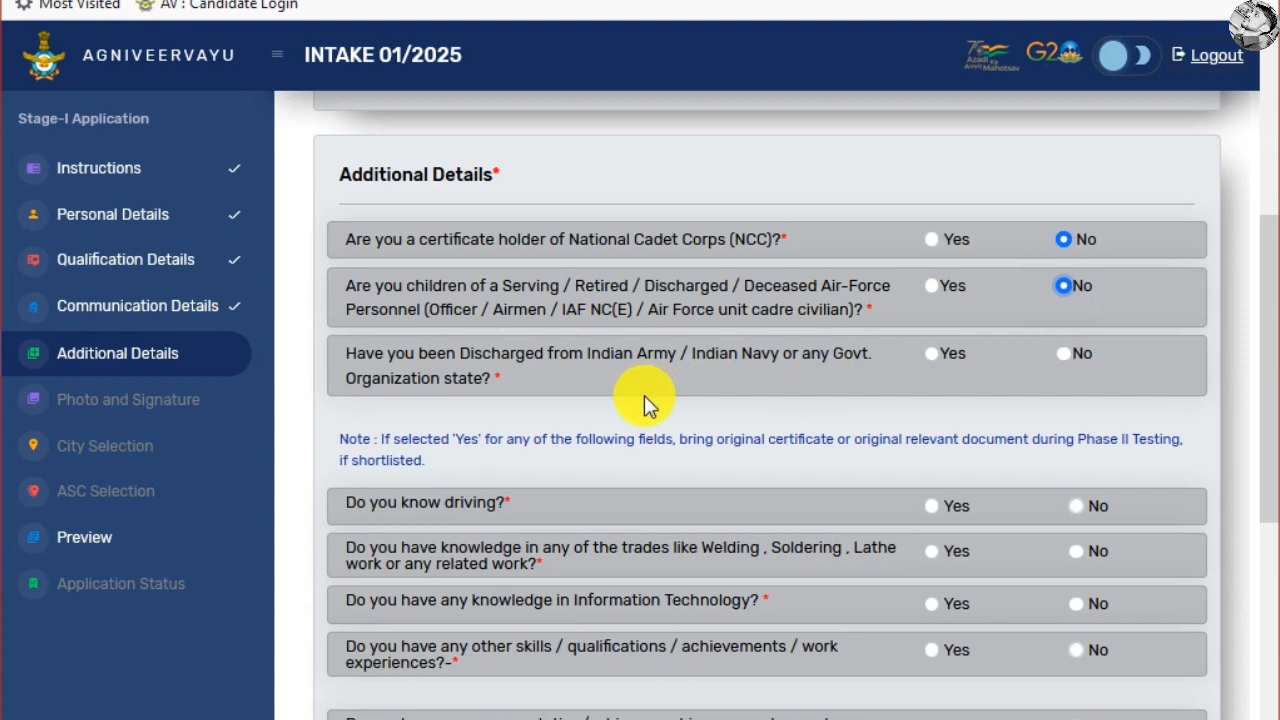 Most Visited AV : Candidate Login
AGNIVEERVAYU INTAKE 01/2025 Azadi Ka Amrit Mahotsav G20 Logout
Stage-I Application
Instructions
Personal Details
Qualification Details
Communication Details
Additional Details
Photo and Signature
City Selection
ASC Selection
Preview
Application Status
Additional Details*
Are you a certificate holder of National Cadet Corps (NCC)?* Yes No
Are you children of a Serving / Retired / Discharged / Deceased Air-Force Yes No
Personnel (Officer / Airmen / IAF NC(E) / Air Force unit cadre civilian)? *
Have you been Discharged from Indian Army / Indian Navy or any Govt. Yes No
Organization state? *
Note : If selected 'Yes' for any of the following fields, bring original certificate or original relevant document during Phase II Testing,
if shortlisted.
Do you know driving?* Yes No
Do you have knowledge in any of the trades like Welding , Soldering , Lathe Yes No
work or any related work?*
Do you have any knowledge in Information Technology? * Yes No
Do you have any other skills / qualifications / achievements / work Yes No
experiences?-*